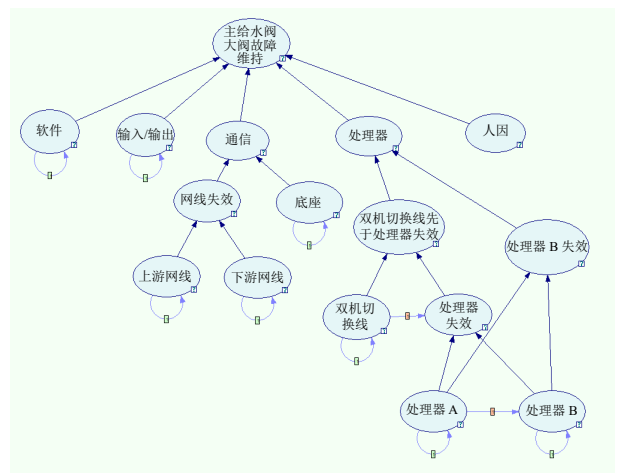 主给水阀
大阀故障
维持
软件
输入/输出
通信
处理器
人因
网线失效
底座
双机切换线先
于处理器失效
处理器 B 失效
上游网线
下游网线
双机切
换线
处理器
失效
处理器 A
处理器 B